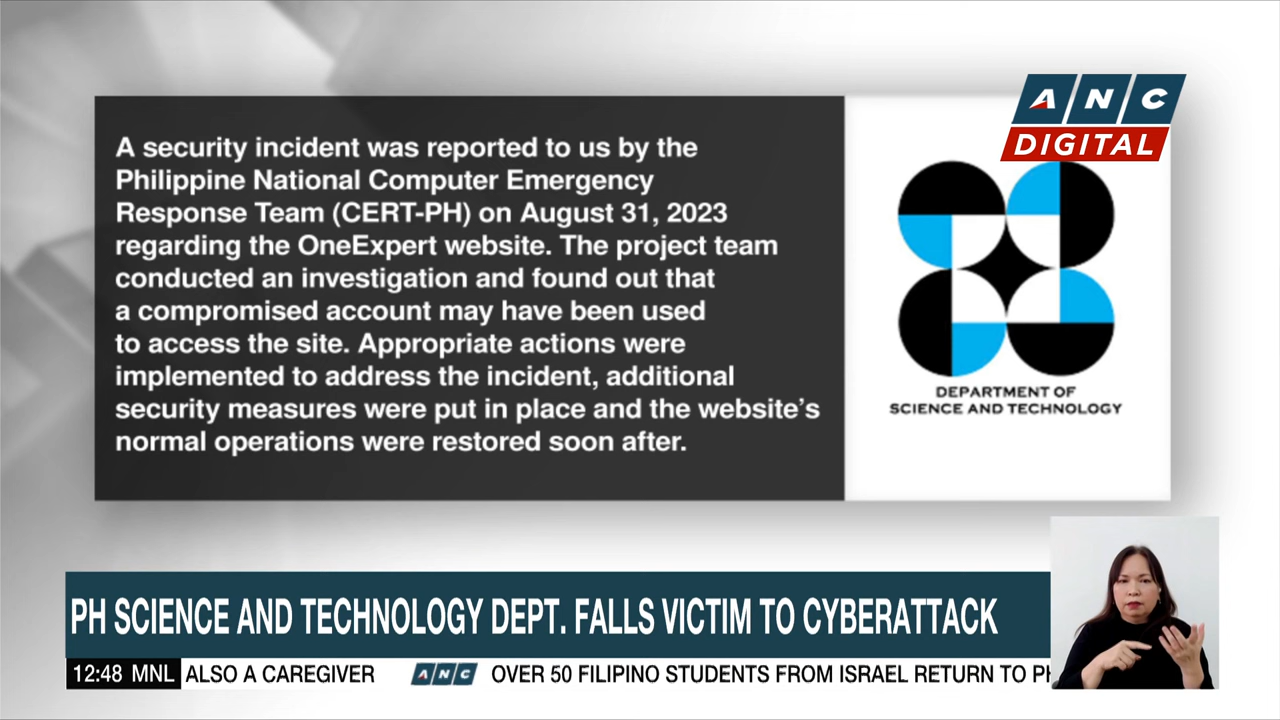 ANC
DIGITAL
A security incident was reported to us by the
Philippine National Computer Emergency
Response Team (CERT-PH) on August 31, 2023
regarding the OneExpert website. The project team
conducted an investigation and found out that
a compromised account may have been used
to access the site. Appropriate actions were
implemented to address the incident, additional
security measures were put in place and the website’s
normal operations were restored soon after.
DEPARTMENT OF
SCIENCE AND TECHNOLOGY
PH SCIENCE AND TECHNOLOGY DEPT. FALLS VICTIM TO CYBERATTACK
12:48 MNL ALSO A CAREGIVER ANC OVER 50 FILIPINO STUDENTS FROM ISRAEL RETURN TO